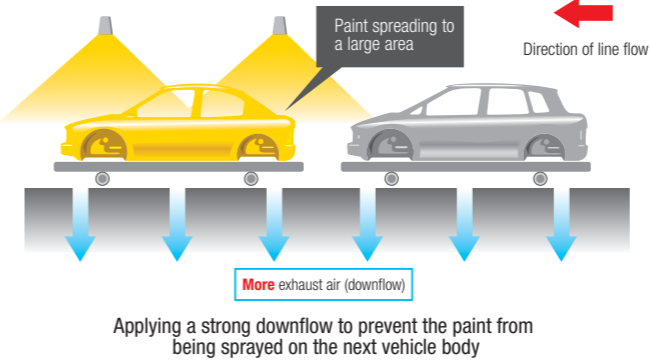 Paint spreading to
a large area
Direction of line flow
More exhaust air (downflow)
Applying a strong downflow to prevent the paint from
being sprayed on the next vehicle body